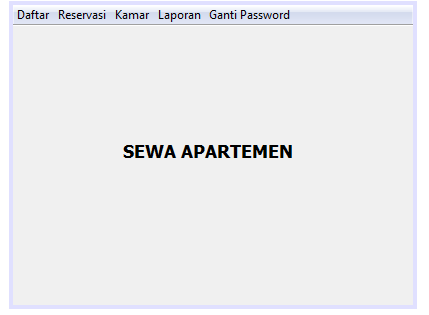 Daftar Reservasi Kamar Laporan Ganti Password
SEWA APARTEMEN